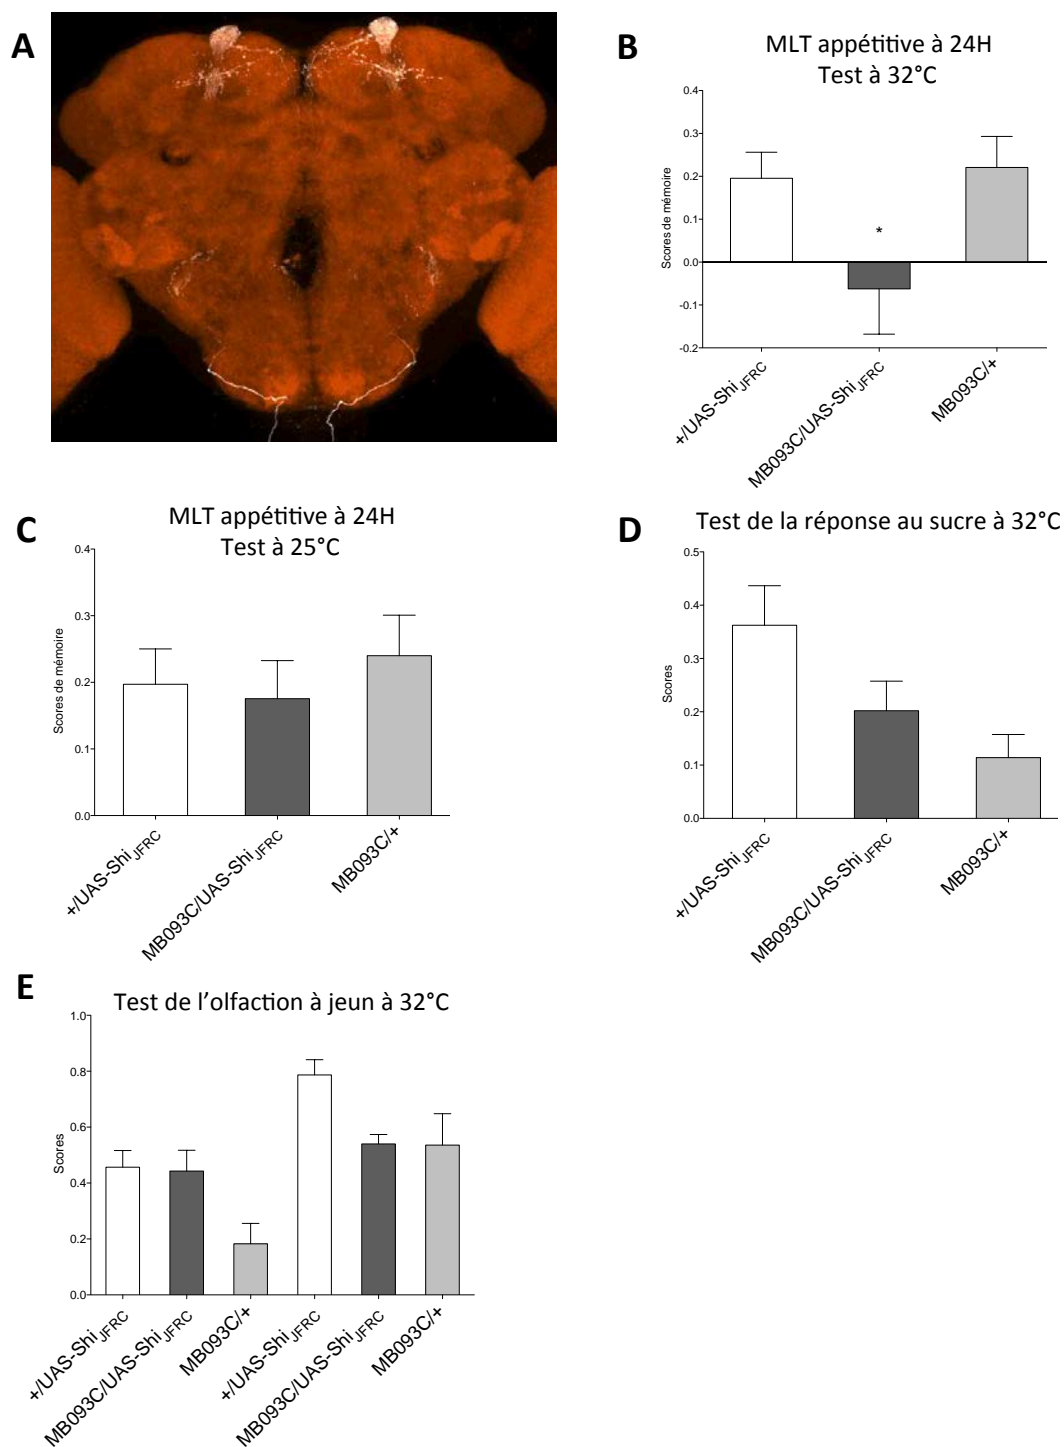 A
B
MLT appétitive à 24H
Test à 32°C
Scores de mémoire
0.4
0.3
0.2
0.1
0.0
-0.1
-0.2
+/UAS-Shi JFRC
MB093C/UAS-Shi JFRC
MB093C/+
*
C
MLT appétitive à 24H
Test à 25°C
Scores de mémoire
0.4
0.3
0.2
0.1
0.0
+/UAS-Shi JFRC
MB093C/UAS-Shi JFRC
MB093C/+
D
Test de la réponse au sucre à 32°C
Scores
0.5
0.4
0.3
0.2
0.1
0.0
+/UAS-Shi JFRC
MB093C/UAS-Shi JFRC
MB093C/+
E
Test de l’olfaction à jeun à 32°C
Scores
1.0
0.8
0.6
0.4
0.2
0.0
+/UAS-Shi JFRC
MB093C/UAS-Shi JFRC
MB093C/+
+/UAS-Shi JFRC
MB093C/UAS-Shi JFRC
MB093C/+